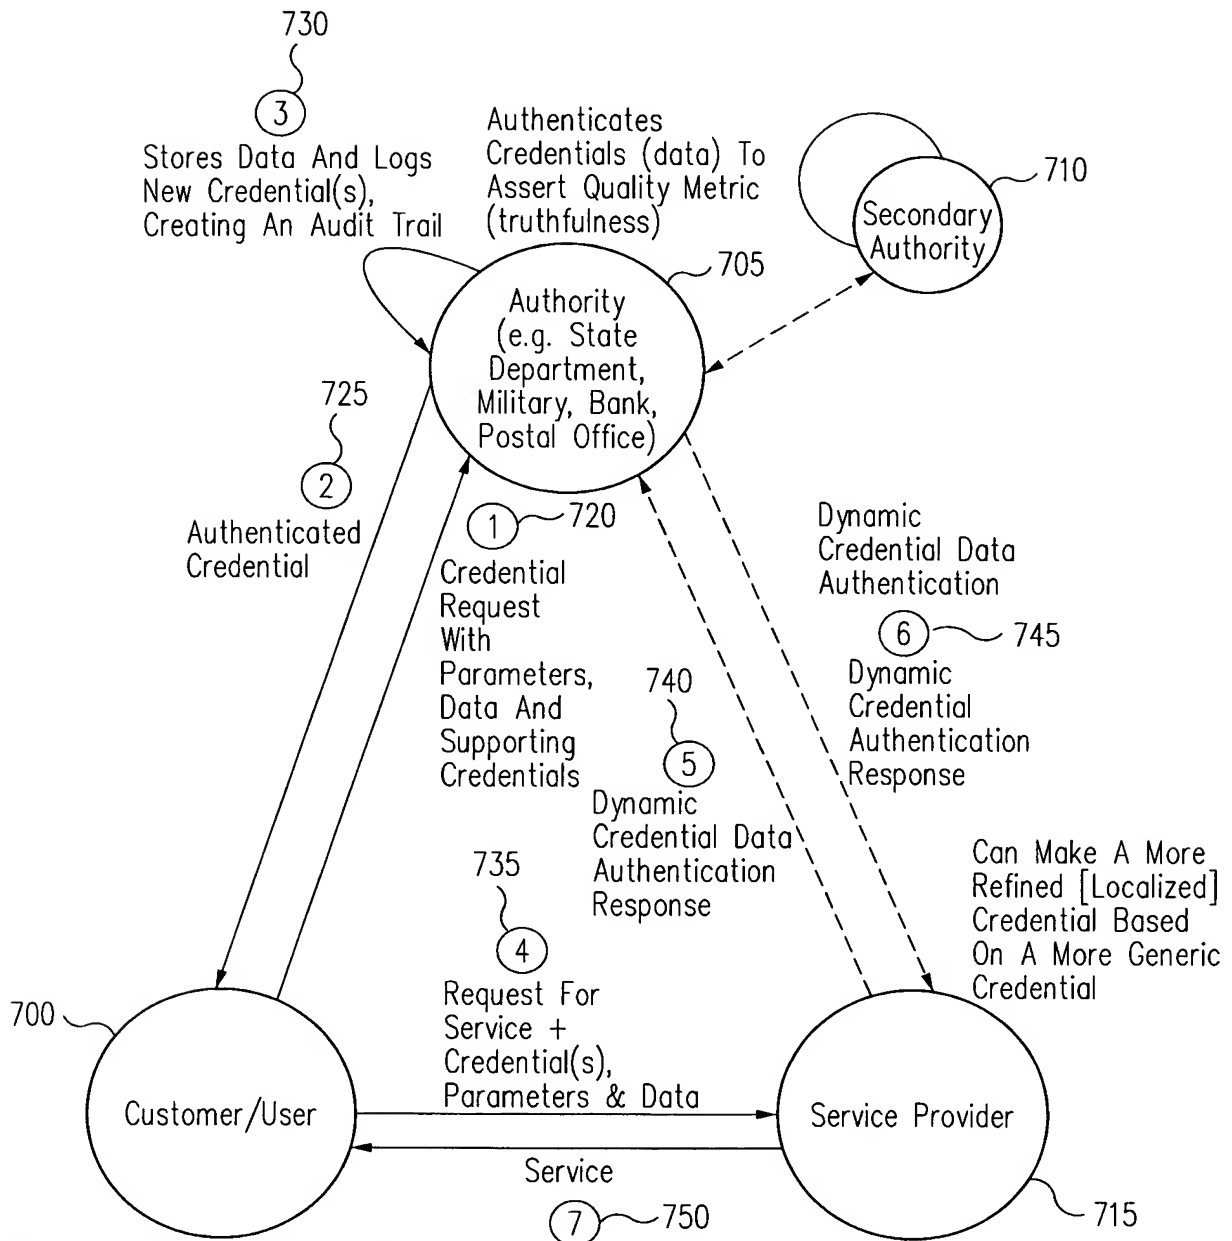 730
3
Stores Data And Logs
New Credential(s),
Creating An Audit Trail
Authenticates
Credentials (data) To
Assert Quality Metric
(truthfulness)
710
Secondary
Authority
705
Authority
(e.g. State
Department,
Military, Bank,
Postal Office)
725
2
Authenticated
Credential
1
720
Credential
Request
With
Parameters,
Data And
Supporting
Credentials
Dynamic
Credential Data
Authentication
6
745
Dynamic
Credential
Authentication
Response
740
5
Dynamic
Credential Data
Authentication
Response
735
4
Request For
Service +
Credential(s),
Parameters & Data
Can Make A More
Refined [Localized]
Credential Based
On A More Generic
Credential
700
Customer/User
Service Provider
Service
7
750
715